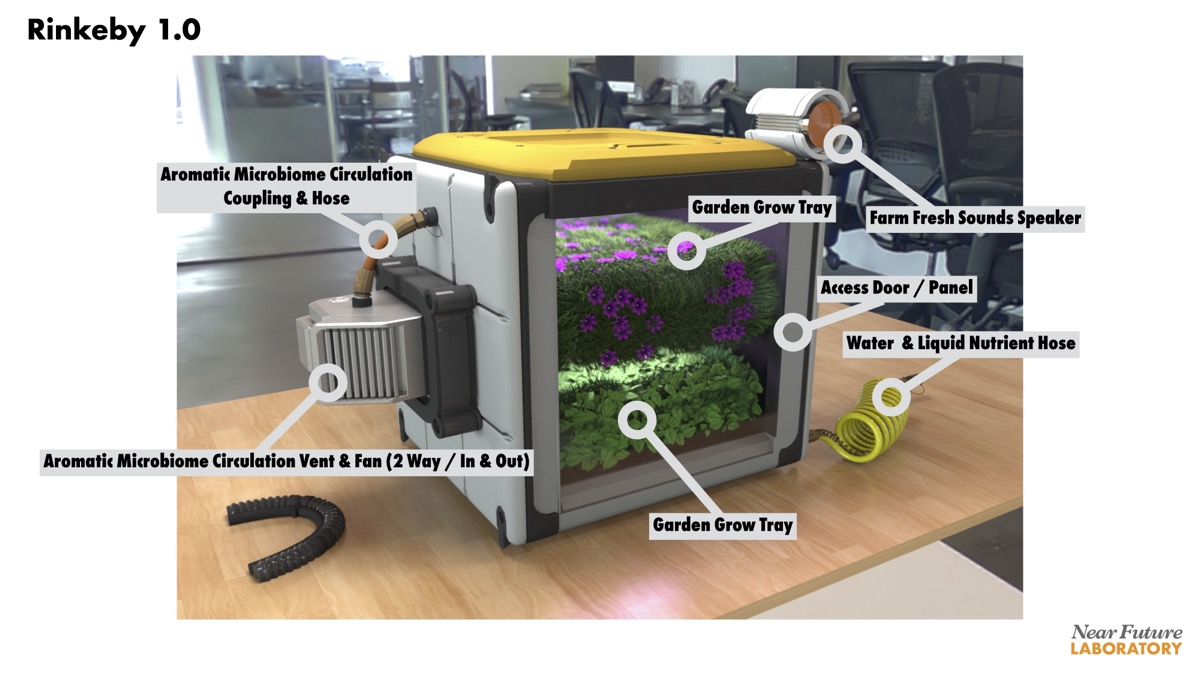 Rinkeby 1.0
Aromatic Microbiome Circulation
Coupling & Hose
Garden Grow Tray
Farm Fresh Sounds Speaker
Access Door / Panel
Water & Liquid Nutrient Hose
Aromatic Microbiome Circulation Vent & Fan (2 Way / In & Out)
Garden Grow Tray
Near Future
LABORATORY